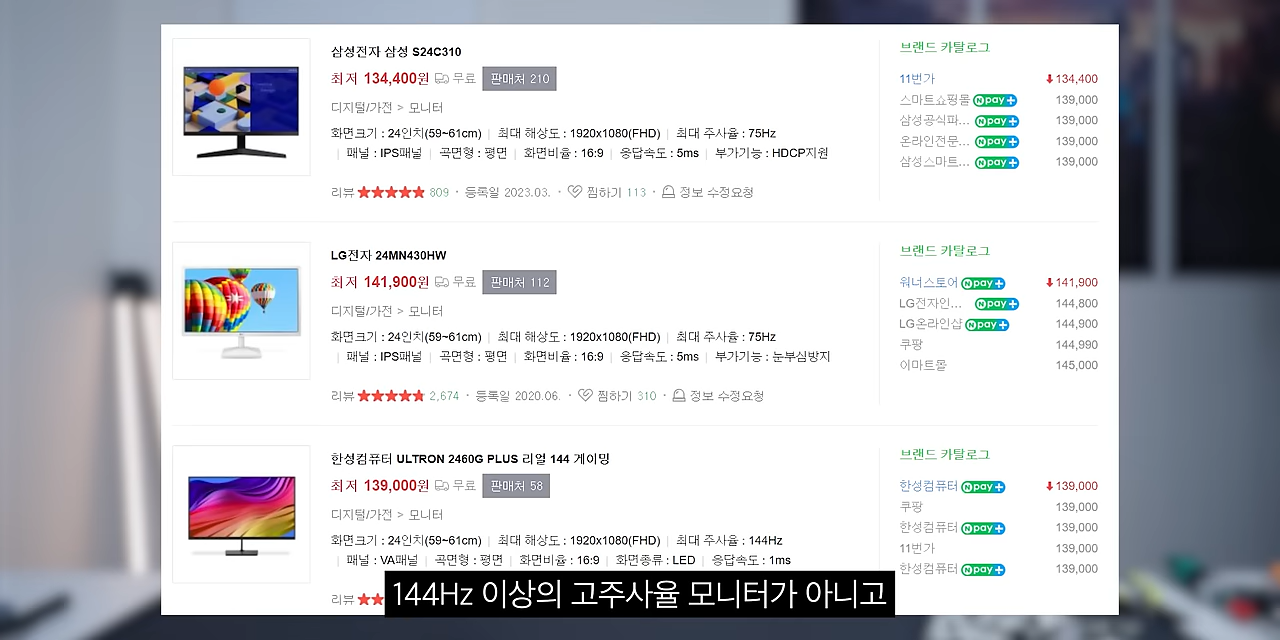 삼성전자 삼성 S24C310
최저 134,400원 무료 판매처 210
디지털/가전 > 모니터
화면크기 : 24인치(59~61cm) | 최대 해상도 : 1920x1080(FHD) | 최대 주사율 : 75Hz
| 패널 : IPS패널 | 곡면형 : 평면 | 화면비율 : 16:9 | 응답속도 : 5ms | 부가기능 : HDCP지원
리뷰 ★★★★★ 809 · 등록일 2023.03. · 찜하기 113 · 정보 수정요청
브랜드 카탈로그
11번가 134,400
스마트쇼핑몰 N pay+ 139,000
삼성공식파... N pay+ 139,000
온라인전문... N pay+ 139,000
삼성스마트... N pay+ 139,000
LG전자 24MN430HW
최저 141,900원 무료 판매처 112
디지털/가전 > 모니터
화면크기 : 24인치(59~61cm) | 최대 해상도 : 1920x1080(FHD) | 최대 주사율 : 75Hz
| 패널 : IPS패널 | 곡면형 : 평면 | 화면비율 : 16:9 | 응답속도 : 5ms | 부가기능 : 눈부심방지
리뷰 ★★★★★ 2,674 · 등록일 2020.06. · 찜하기 310 · 정보 수정요청
브랜드 카탈로그
워너스토어 N pay+ 141,900
LG전자인... N pay+ 144,800
LG온라인샵 N pay+ 144,900
쿠팡 144,990
이마트몰 145,000
한성컴퓨터 ULTRON 2460G PLUS 리얼 144 게이밍
최저 139,000원 무료 판매처 58
디지털/가전 > 모니터
화면크기 : 24인치(59~61cm) | 최대 해상도 : 1920x1080(FHD) | 최대 주사율 : 144Hz
| 패널 : VA패널 | 곡면형 : 평면 | 화면비율 : 16:9 | 화면종류 : LED | 응답속도 : 1ms
리뷰 ★★
브랜드 카탈로그
한성컴퓨터 N pay+ 139,000
쿠팡 139,000
한성컴퓨터 N pay+ 139,000
11번가 139,000
한성컴퓨터 N pay+ 139,000
144Hz 이상의 고주사율 모니터가 아니고